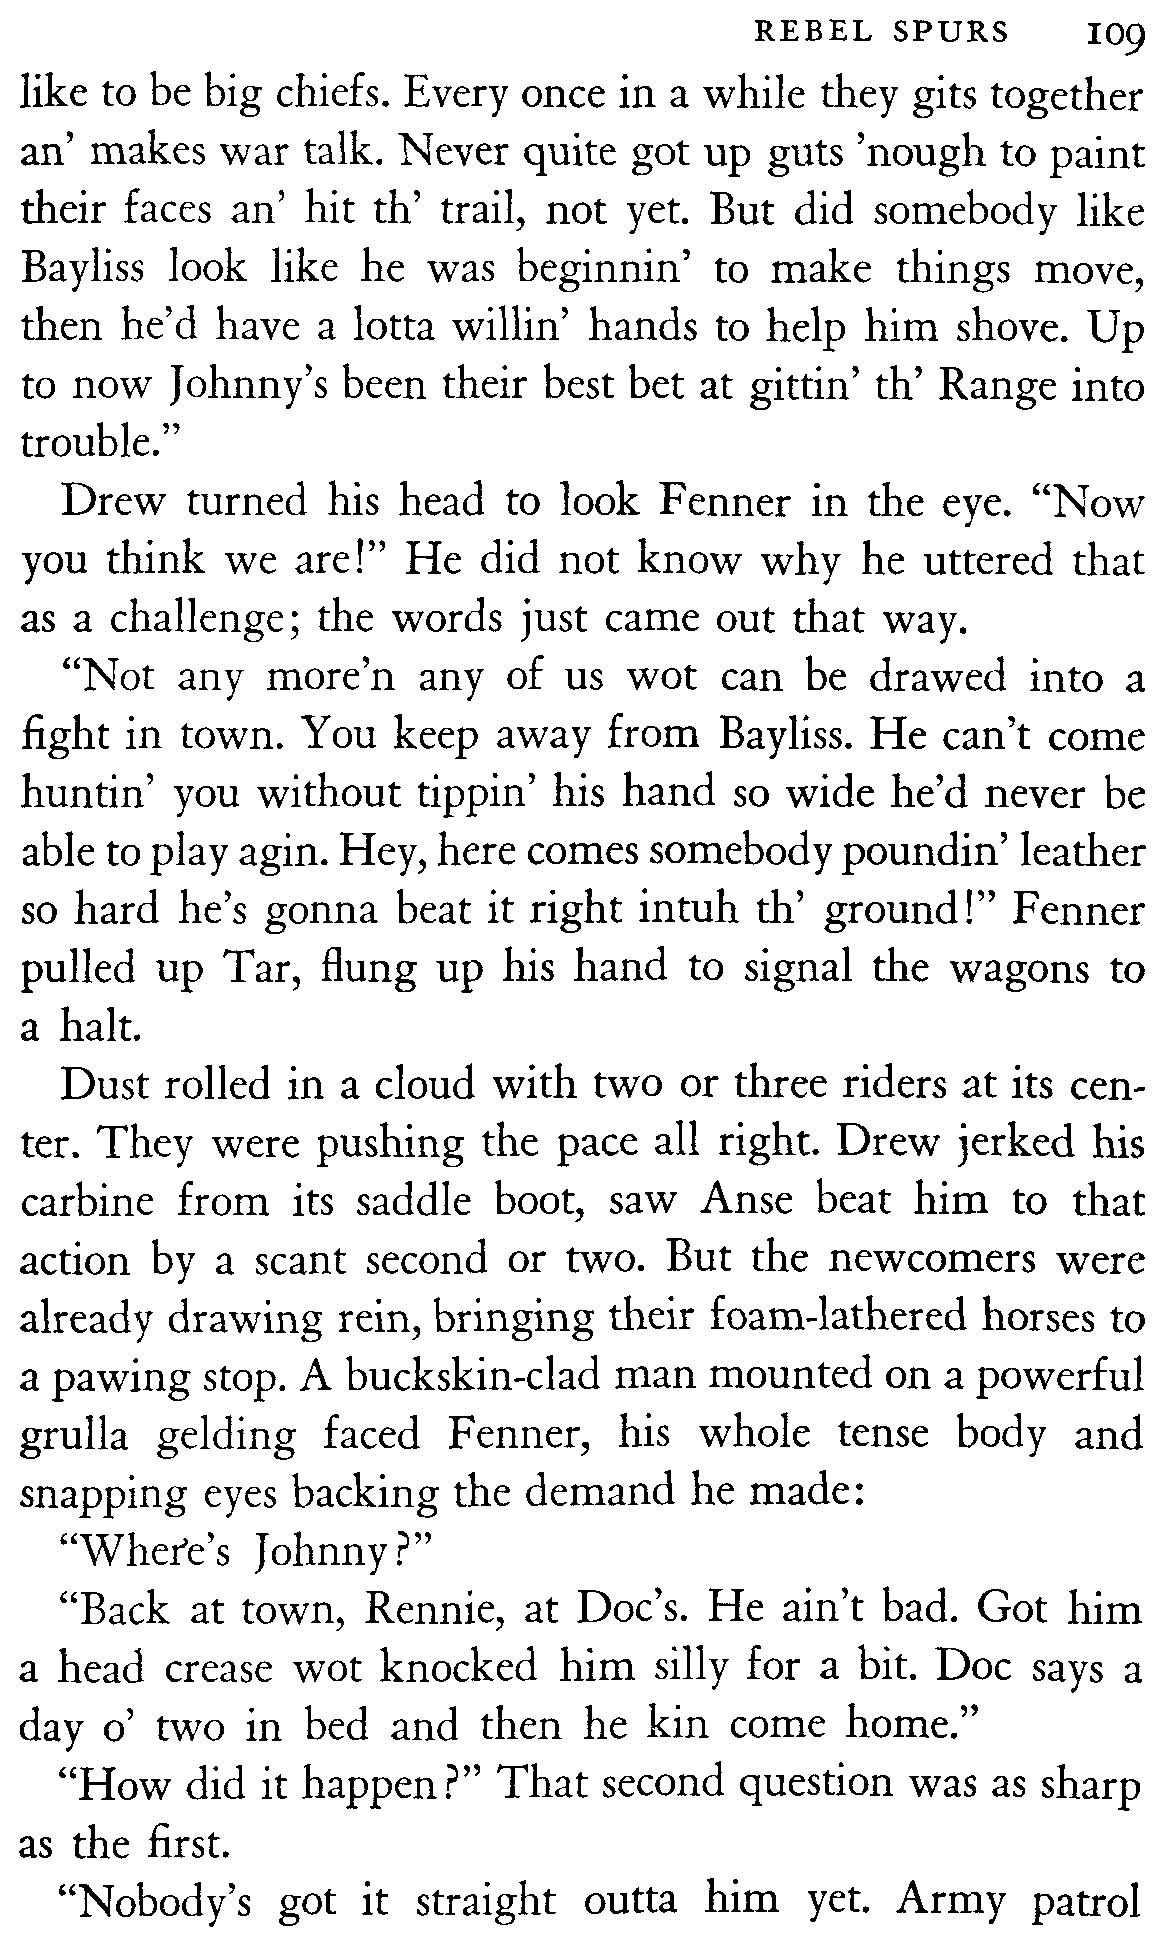 REBEL SPURS 109
like to be big chiefs. Every once in a while they gits together
an’ makes war talk. Never quite got up guts ’nough to paint
their faces an’ hit th’ trail, not yet. But did somebody like
Bayliss look like he was beginnin’ to make things move,
then he’d have a lotta willin’ hands to help him shove. Up
to now Johnny’s been their best bet at gittin’ th’ Range into
trouble.”
Drew turned his head to look Fenner in the eye. “Now
you think we are!” He did not know why he uttered that
as a challenge; the words just came out that way.
“Not any more’n any of us wot can be drawed into a
fight in town. You keep away from Bayliss. He can’t come
huntin’ you without tippin’ his hand so wide he’d never be
able to play agin. Hey, here comes somebody poundin’ leather
so hard he’s gonna beat it right intuh th’ ground!” Fenner
pulled up Tar, flung up his hand to signal the wagons to
a halt.
Dust rolled in a cloud with two or three riders at its cen-
ter. They were pushing the pace all right. Drew jerked his
carbine from its saddle boot, saw Anse beat him to that
action by a scant second or two. But the newcomers were
already drawing rein, bringing their foam-lathered horses to
a pawing stop. A buckskin-clad man mounted on a powerful
grulla gelding faced Fenner, his whole tense body and
snapping eyes backing the demand he made:
“Where’s Johnny?”
“Back at town, Rennie, at Doc’s. He ain’t bad. Got him
a head crease wot knocked him silly for a bit. Doc says a
day o’ two in bed and then he kin come home.”
“How did it happen?” That second question was as sharp
as the first.
“Nobody’s got it straight outta him yet. Army patrol